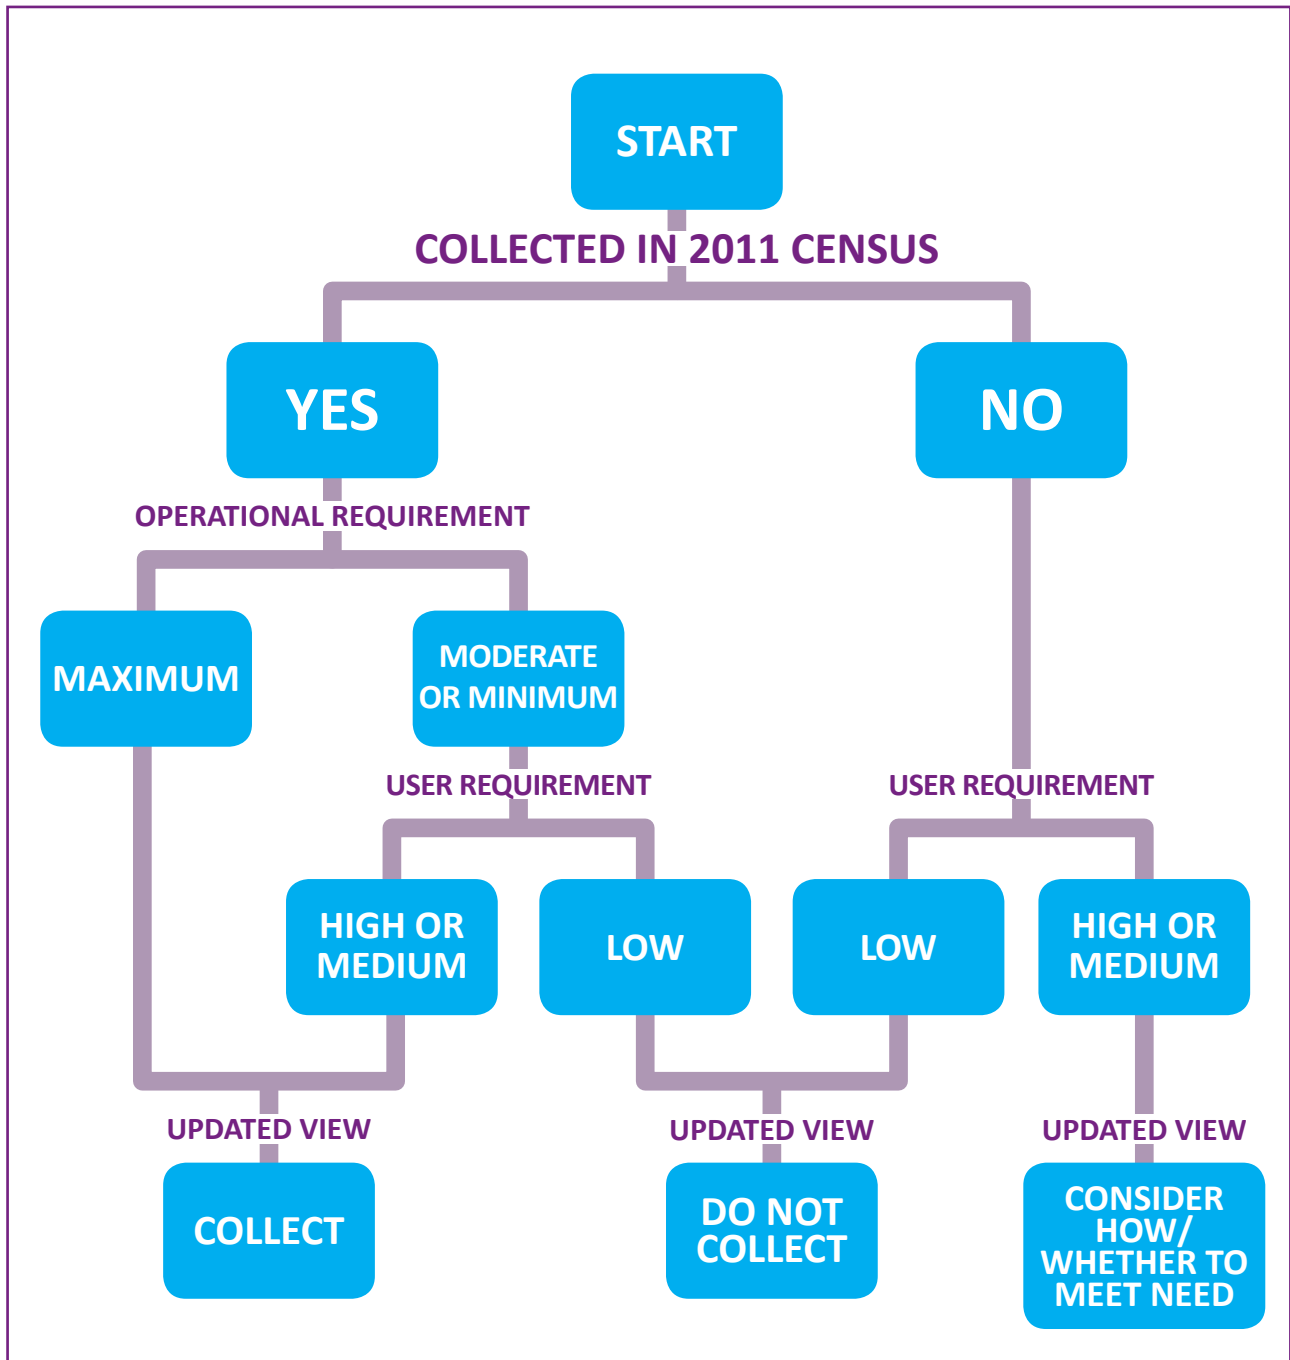 START
COLLECTED IN 2011 CENSUS
YES
NO
OPERATIONAL REQUIREMENT
MAXIMUM
MODERATE
OR MINIMUM
USER REQUIREMENT
USER REQUIREMENT
HIGH OR
MEDIUM
LOW
LOW
HIGH OR
MEDIUM
UPDATED VIEW
UPDATED VIEW
UPDATED VIEW
COLLECT
DO NOT
COLLECT
CONSIDER
HOW/
WHETHER TO
MEET NEED